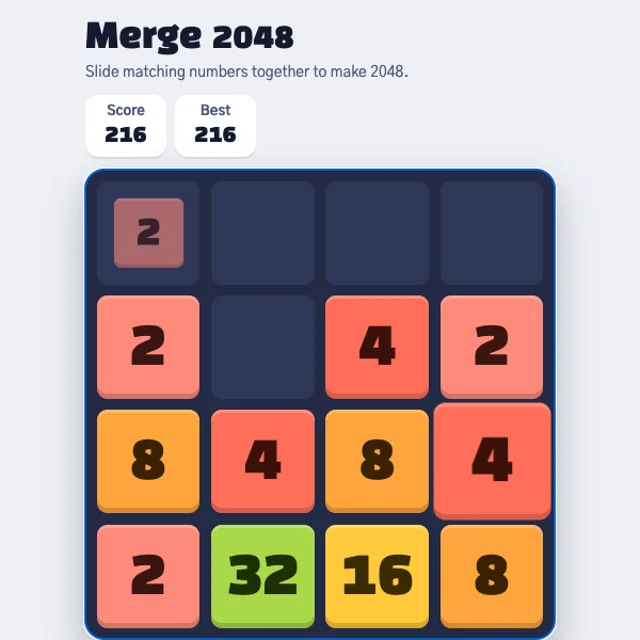 Merge 2048
Slide matching numbers together to make 2048.
Score Best
216 216
2
2 4 2
8 4 8 4
2 32 16 8